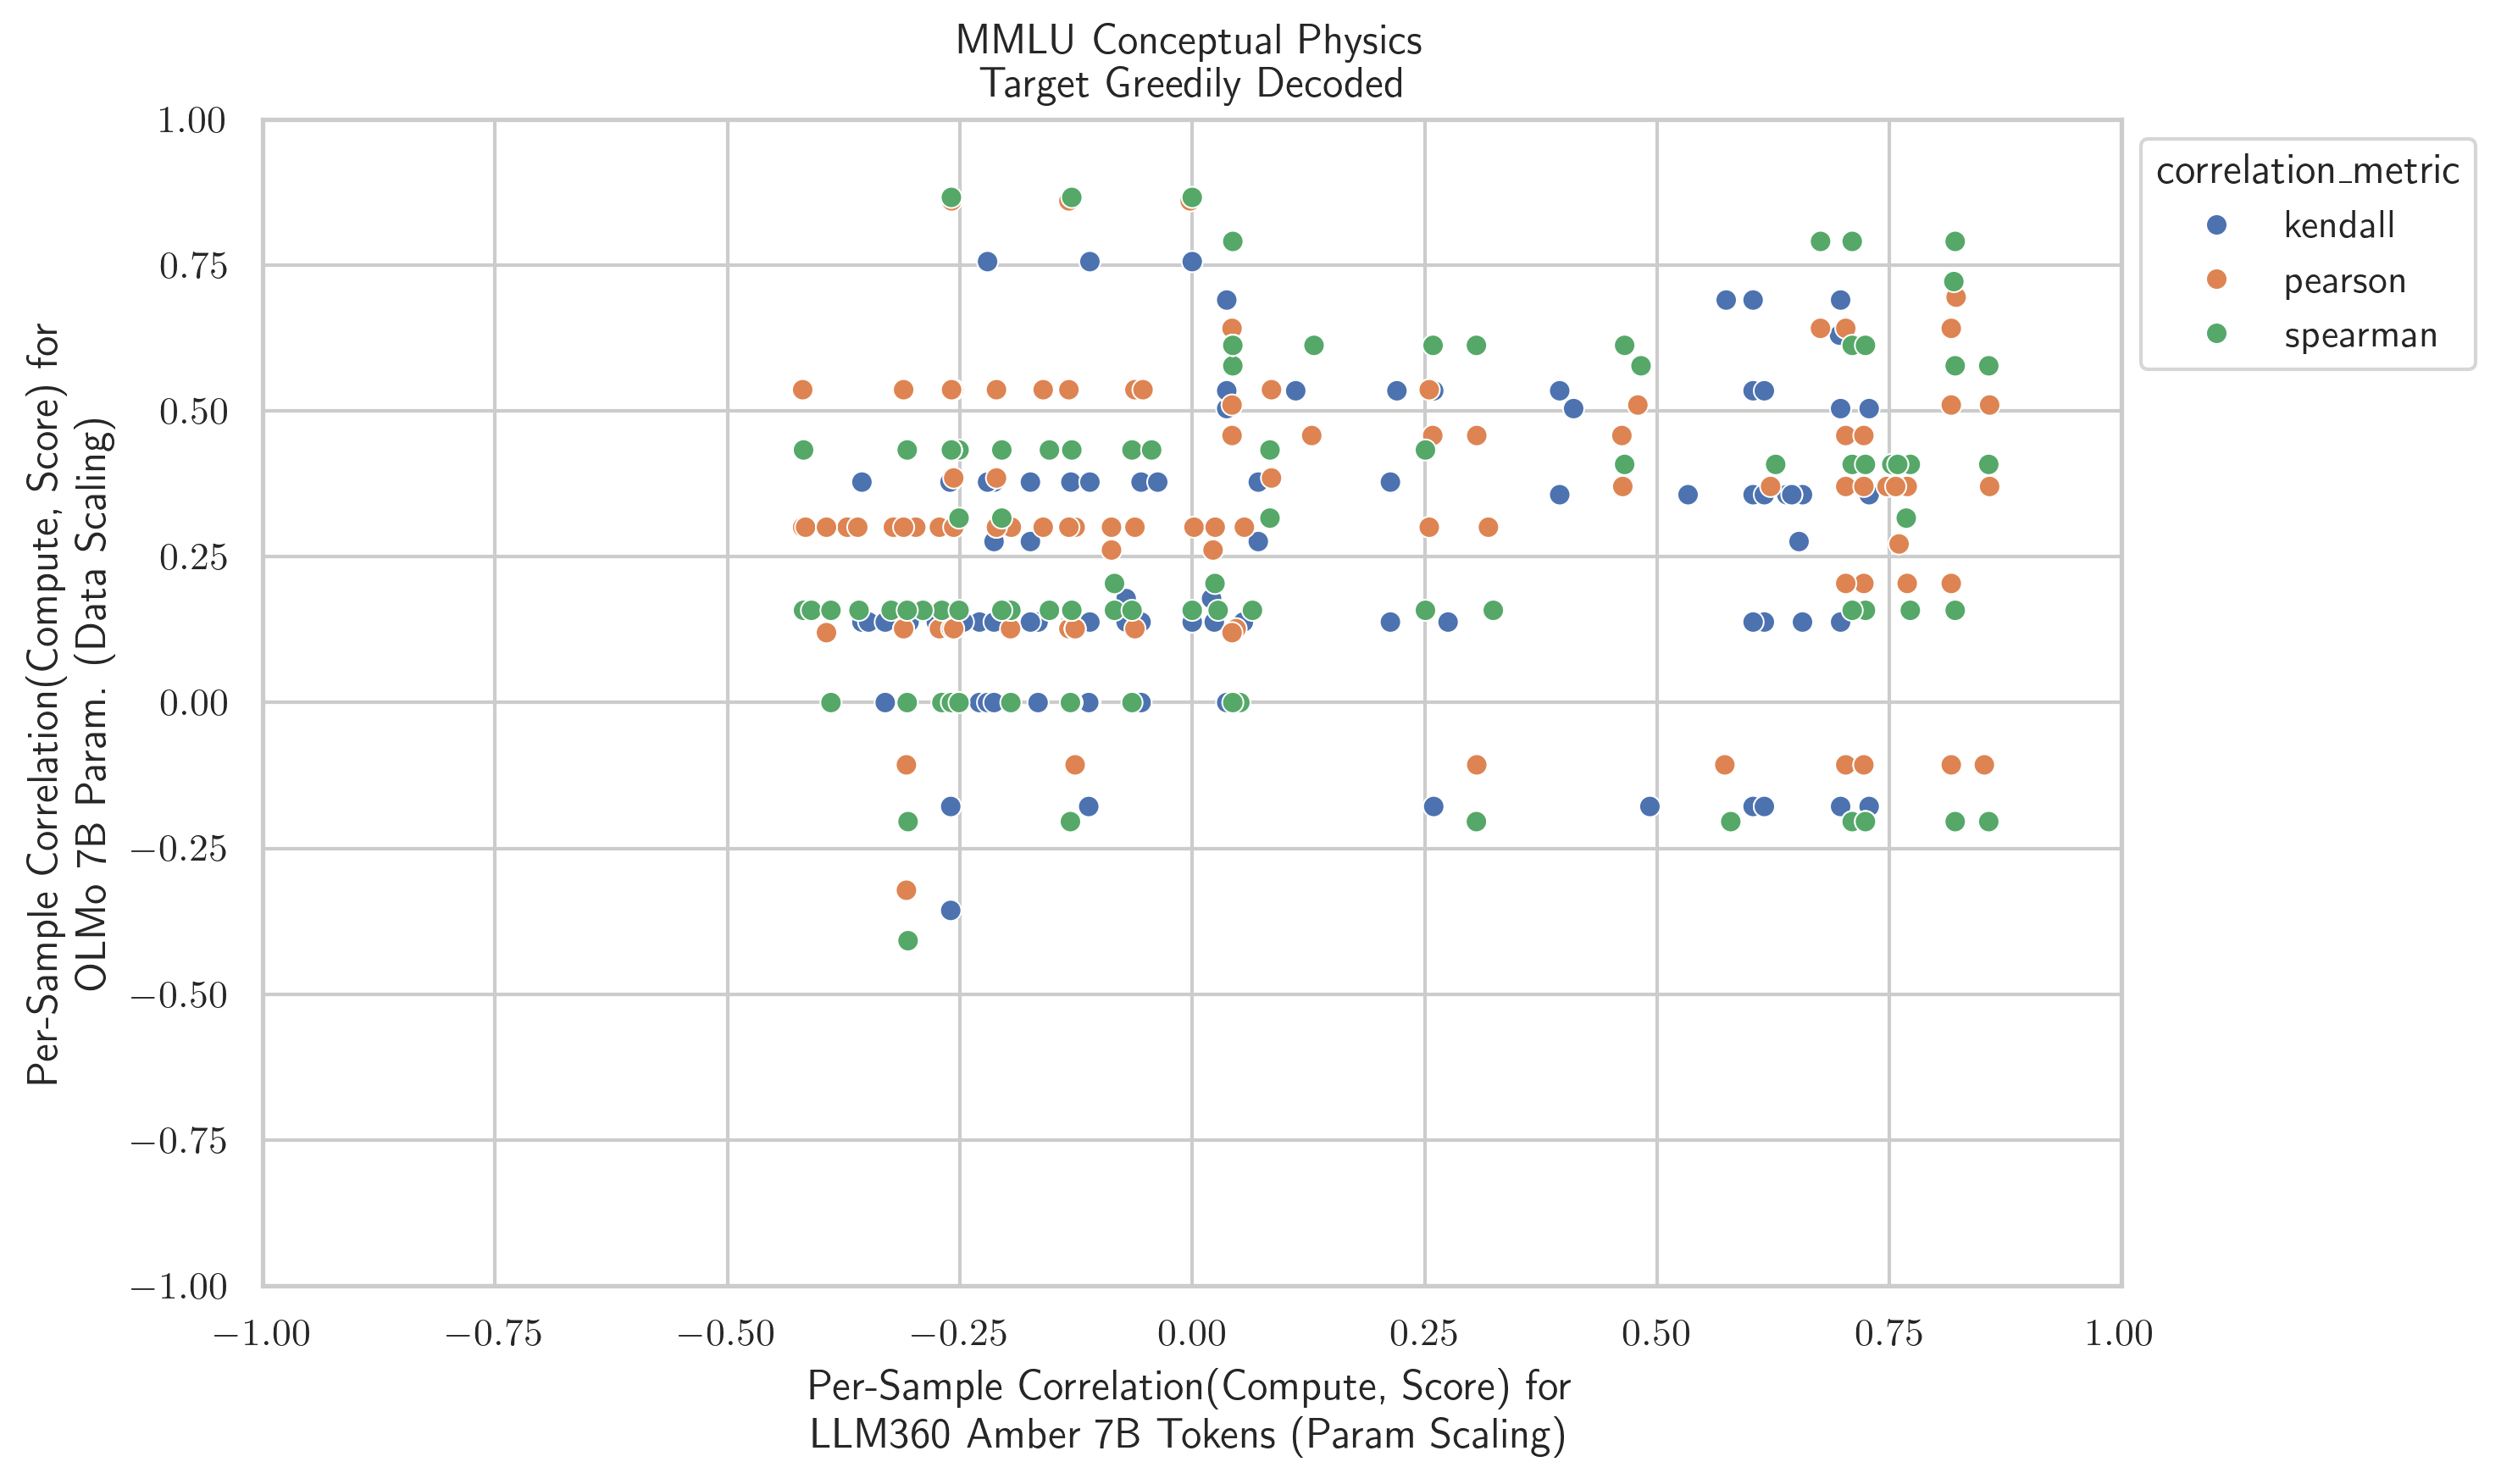 MMLU Conceptual Physics
Target Greedily Decoded
1.00
0.75
0.50
0.25
0.00
−0.25
−0.50
−0.75
−1.00
Per-Sample Correlation(Compute, Score) for
OLMo 7B Param. (Data Scaling)
correlation_metric
kendall
pearson
spearman
−1.00 −0.75 −0.50 −0.25 0.00 0.25 0.50 0.75 1.00
Per-Sample Correlation(Compute, Score) for
LLM360 Amber 7B Tokens (Param Scaling)